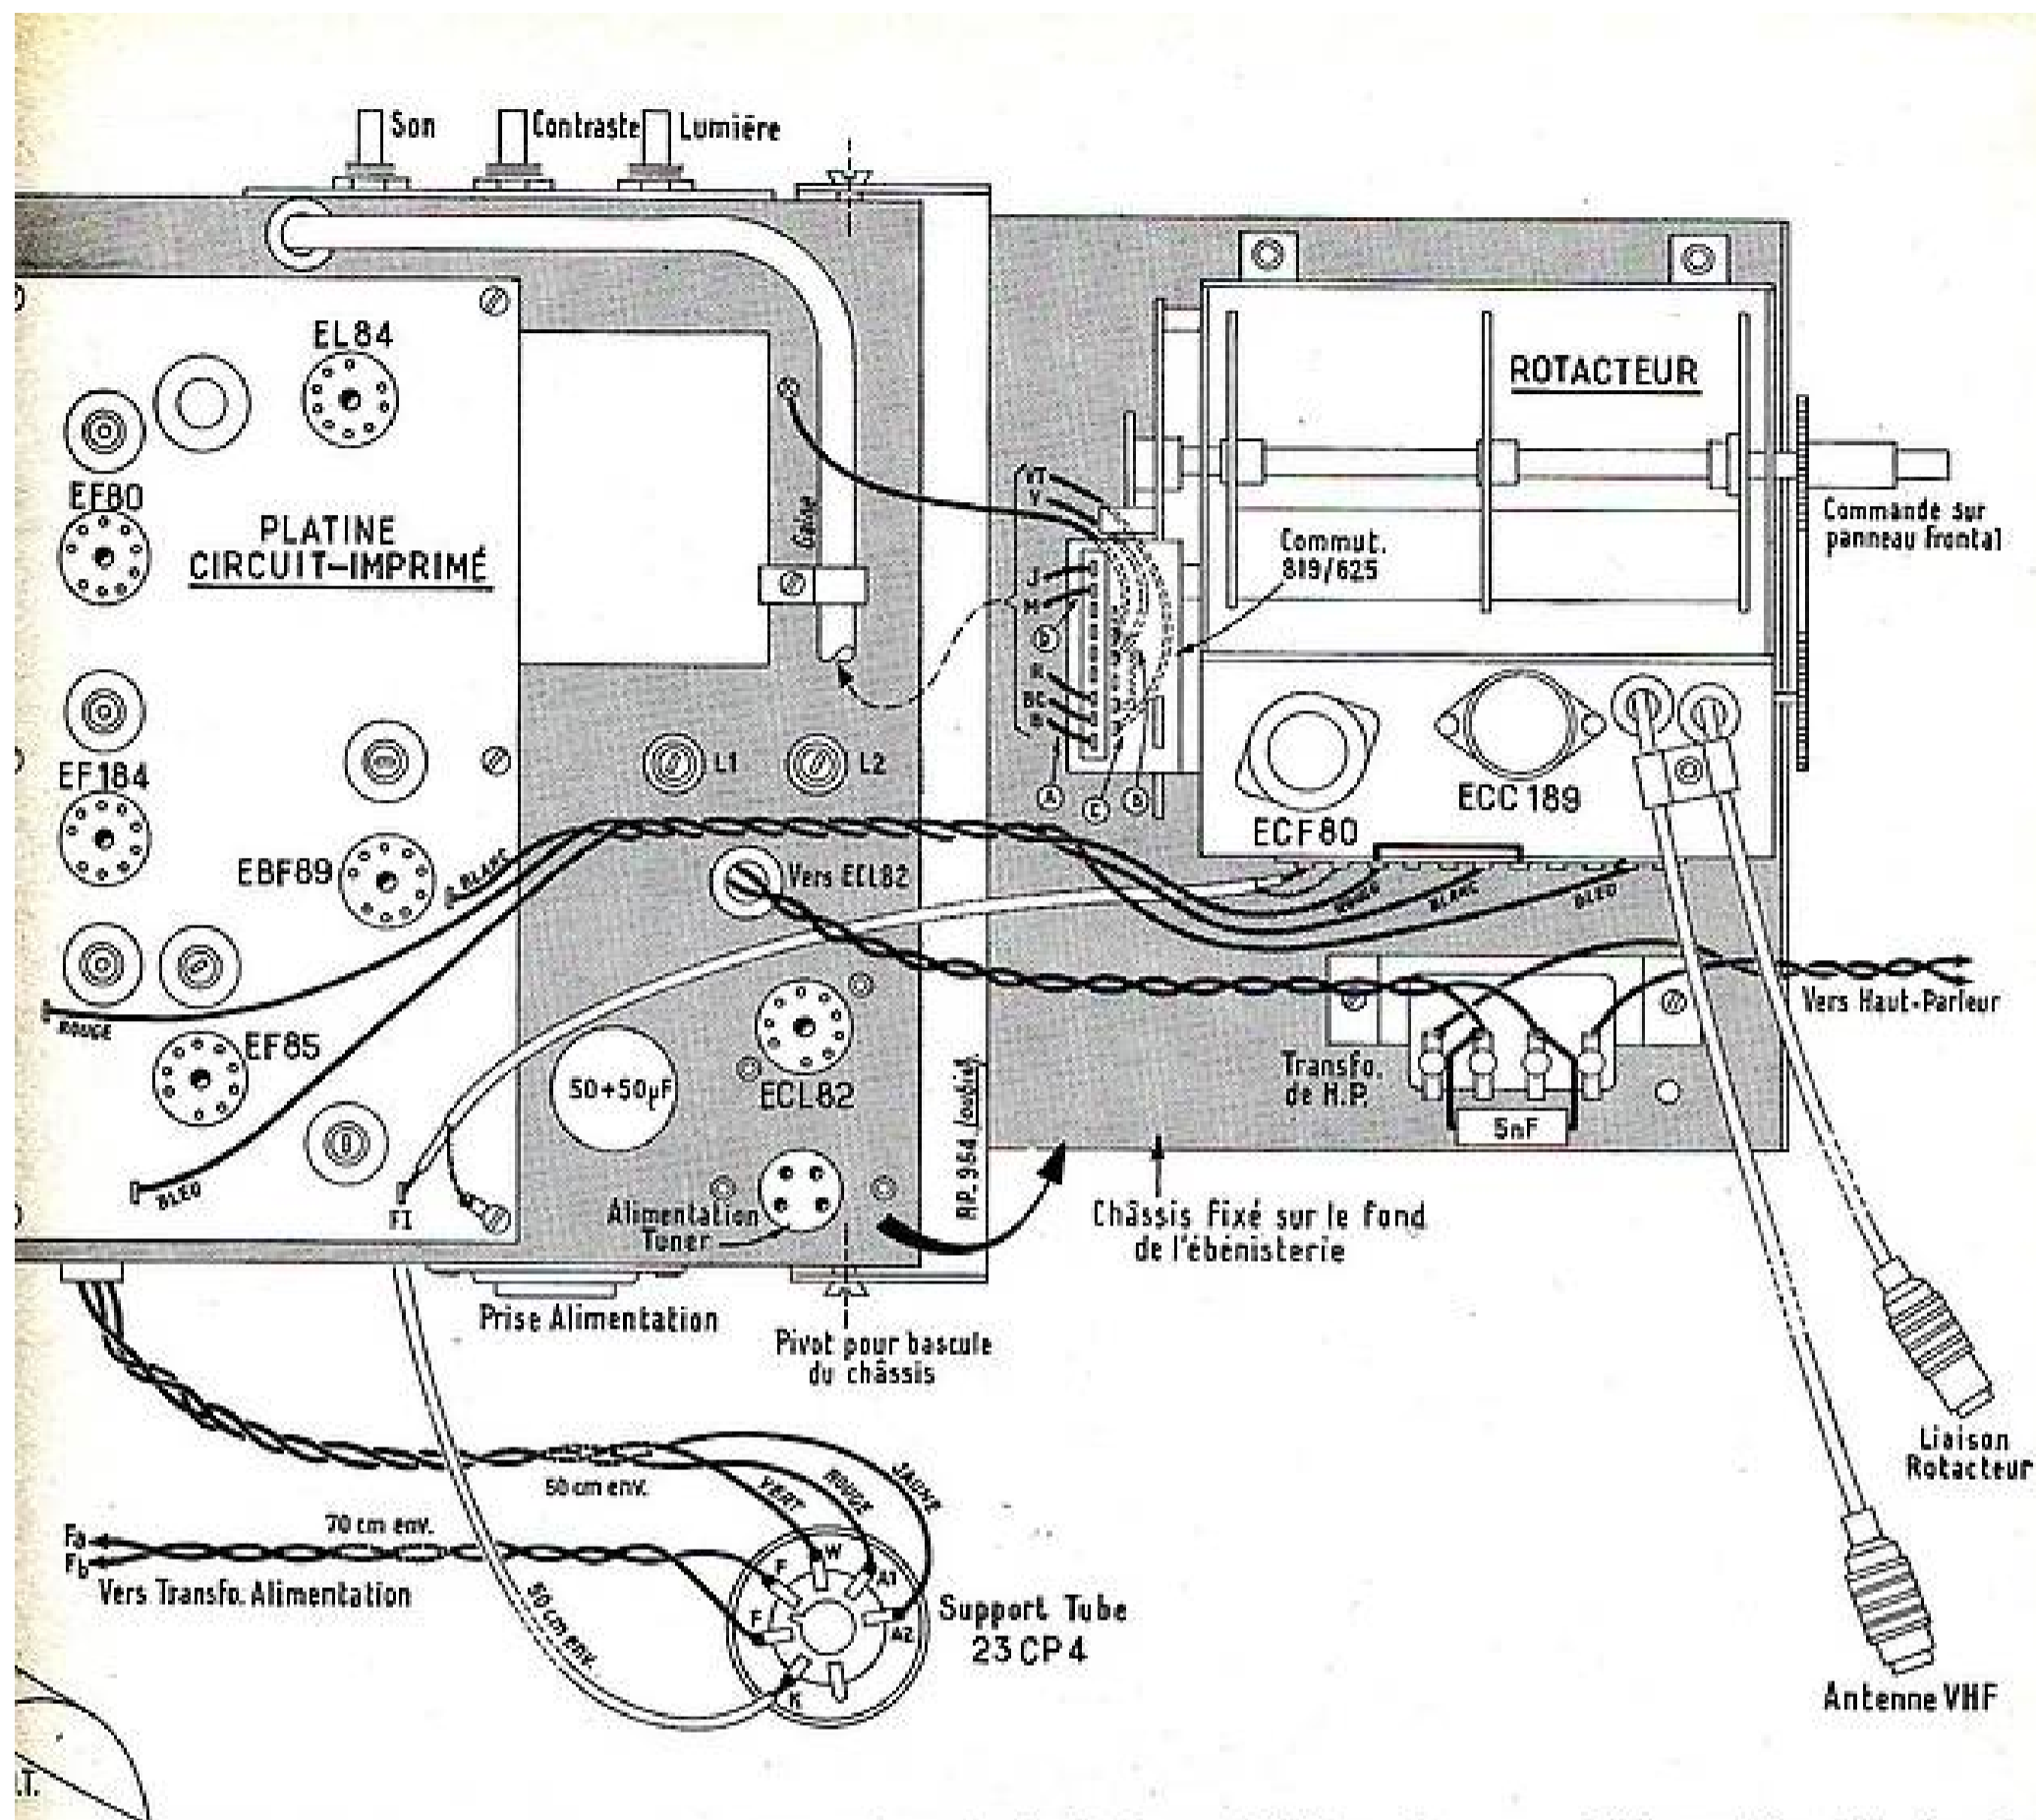 Son
Contraste
Lumière
EL84
EF80
PLATINE
CIRCUIT-IMPRIMÉ
Gaine
VT
V
J
M
D
R
BC
B
A
C
B
Commut.
819/625
ROTACTEUR
Commande sur
panneau frontal
EF184
EBF89
L1
L2
ECF80
ECC 189
BLANC
Vers ECL82
ROUGE
BLANC
BLEU
ROUGE
EF85
BLEU
FI
50+50µF
ECL82
Alimentation
Tuner
Transfo.
de H.P.
5nF
Vers Haut-Parleur
Châssis fixé sur le fond
de l'ébénisterie
Prise Alimentation
Pivot pour bascule
du châssis
Liaison
Rotacteur
50 cm env.
VERT
ROUGE
JAUNE
70 cm env.
Fa
Fb
Vers Transfo. Alimentation
50 cm env.
F
W
A1
F
A2
K
Support Tube
23 CP4
Antenne VHF
.T.